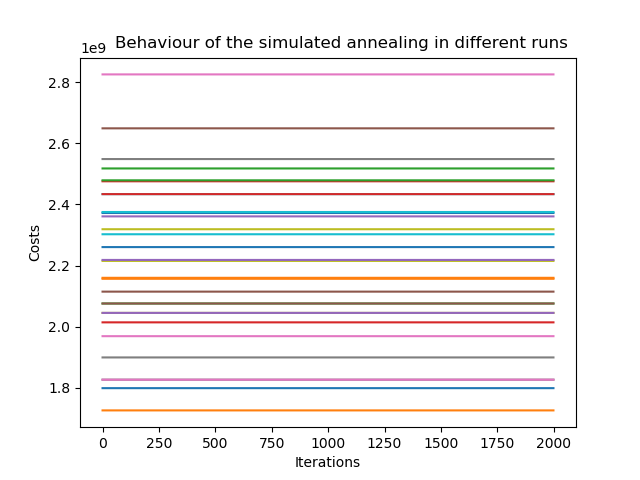 Behaviour of the simulated annealing in different runs
1e9
2.8
2.6
2.4
2.2
2.0
1.8
Costs
0 250 500 750 1000 1250 1500 1750 2000
Iterations